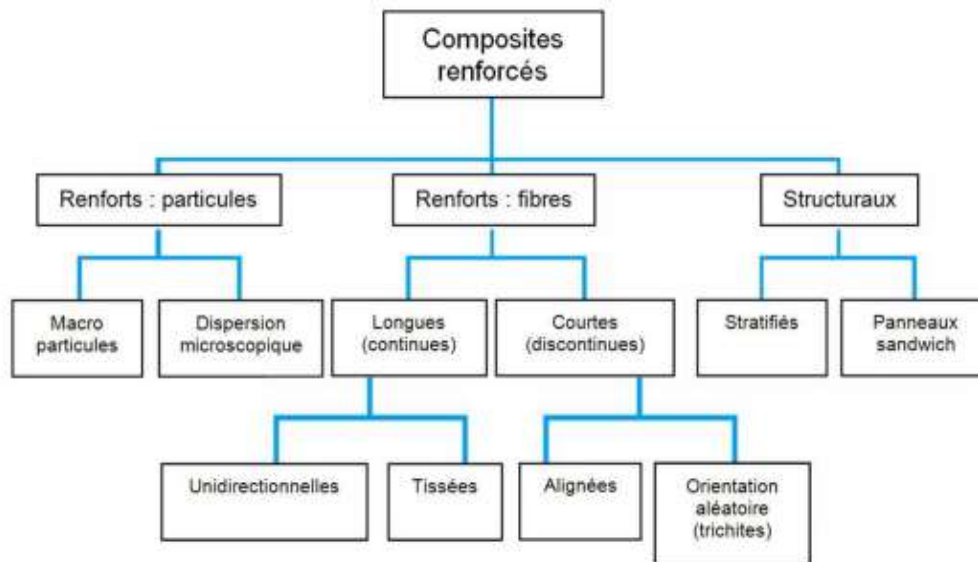 Composites
renforcés
Renforts : particules
Renforts : fibres
Structuraux
Macro
particules
Dispersion
microscopique
Longues
(continues)
Courtes
(discontinues)
Stratifiés
Panneaux
sandwich
Unidirectionnelles
Tissées
Alignées
Orientation
aléatoire
(trichites)